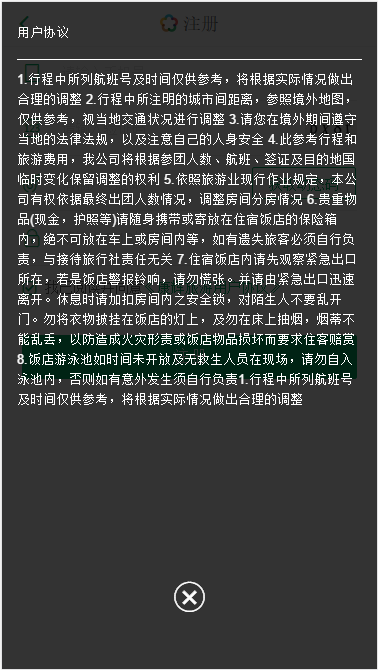 注册
用户协议
1.行程中所列航班号及时间仅供参考，将根据实际情况做出
合理的调整 2.行程中所注明的城市间距离，参照境外地图，
仅供参考，视当地交通状况进行调整 3.请您在境外期间遵守
当地的法律法规，以及注意自己的人身安全 4.此参考行程和
旅游费用，我公司将根据参团人数、航班、签证及目的地国
临时变化保留调整的权利 5.依照旅游业现行作业规定，本公
司有权依据最终出团人数情况，调整房间分房情况 6.贵重物
品(现金，护照等)请随身携带或寄放在住宿饭店的保险箱
内，绝不可放在车上或房间内等，如有遗失旅客必须自行负
责，与接待旅行社责任无关 7.住宿饭店内请先观察紧急出口
所在，若是饭店警报铃响，请勿慌张。并请由紧急出口迅速
离开。休息时请加扣房间内之安全锁，对陌生人不要乱开
门。勿将衣物披挂在饭店的灯上，及勿在床上抽烟，烟蒂不
能乱丢，以防造成火灾形责或饭店物品损坏而要求住客赔赏
8.饭店游泳池如时间未开放及无救生人员在现场，请勿自入
泳池内，否则如有意外发生须自行负责1.行程中所列航班号
及时间仅供参考，将根据实际情况做出合理的调整